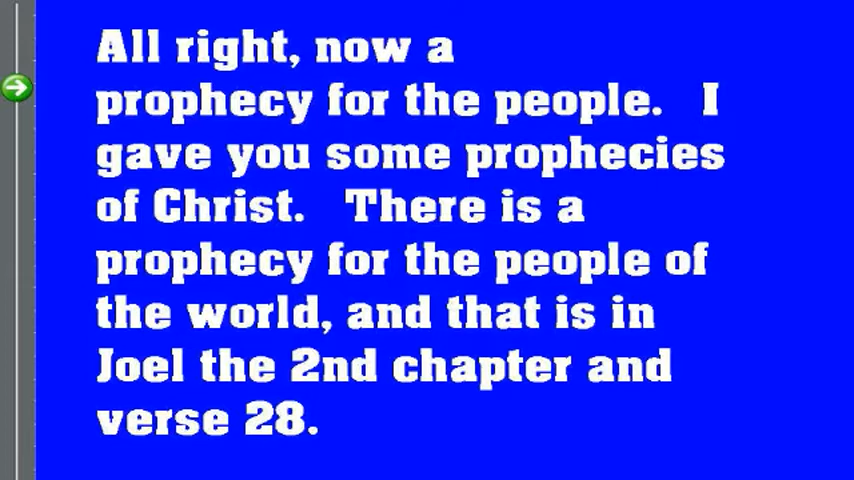 All right, now a
prophecy for the people.   I
gave you some prophecies
of Christ.   There is a
prophecy for the people of
the world, and that is in
Joel the 2nd chapter and
verse 28.